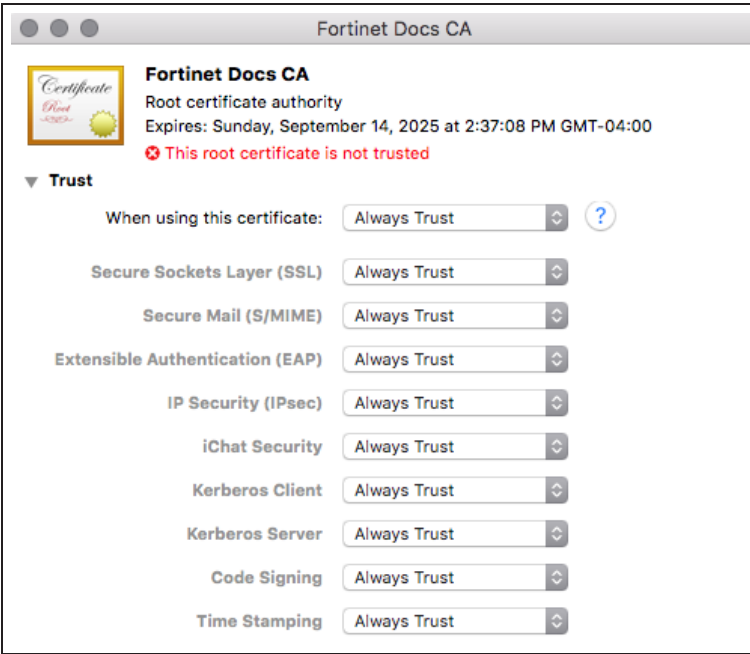 Fortinet Docs CA
Certificate
Root
Fortinet Docs CA
Root certificate authority
Expires: Sunday, September 14, 2025 at 2:37:08 PM GMT-04:00
This root certificate is not trusted
Trust
When using this certificate: Always Trust ?
Secure Sockets Layer (SSL) Always Trust
Secure Mail (S/MIME) Always Trust
Extensible Authentication (EAP) Always Trust
IP Security (IPsec) Always Trust
iChat Security Always Trust
Kerberos Client Always Trust
Kerberos Server Always Trust
Code Signing Always Trust
Time Stamping Always Trust